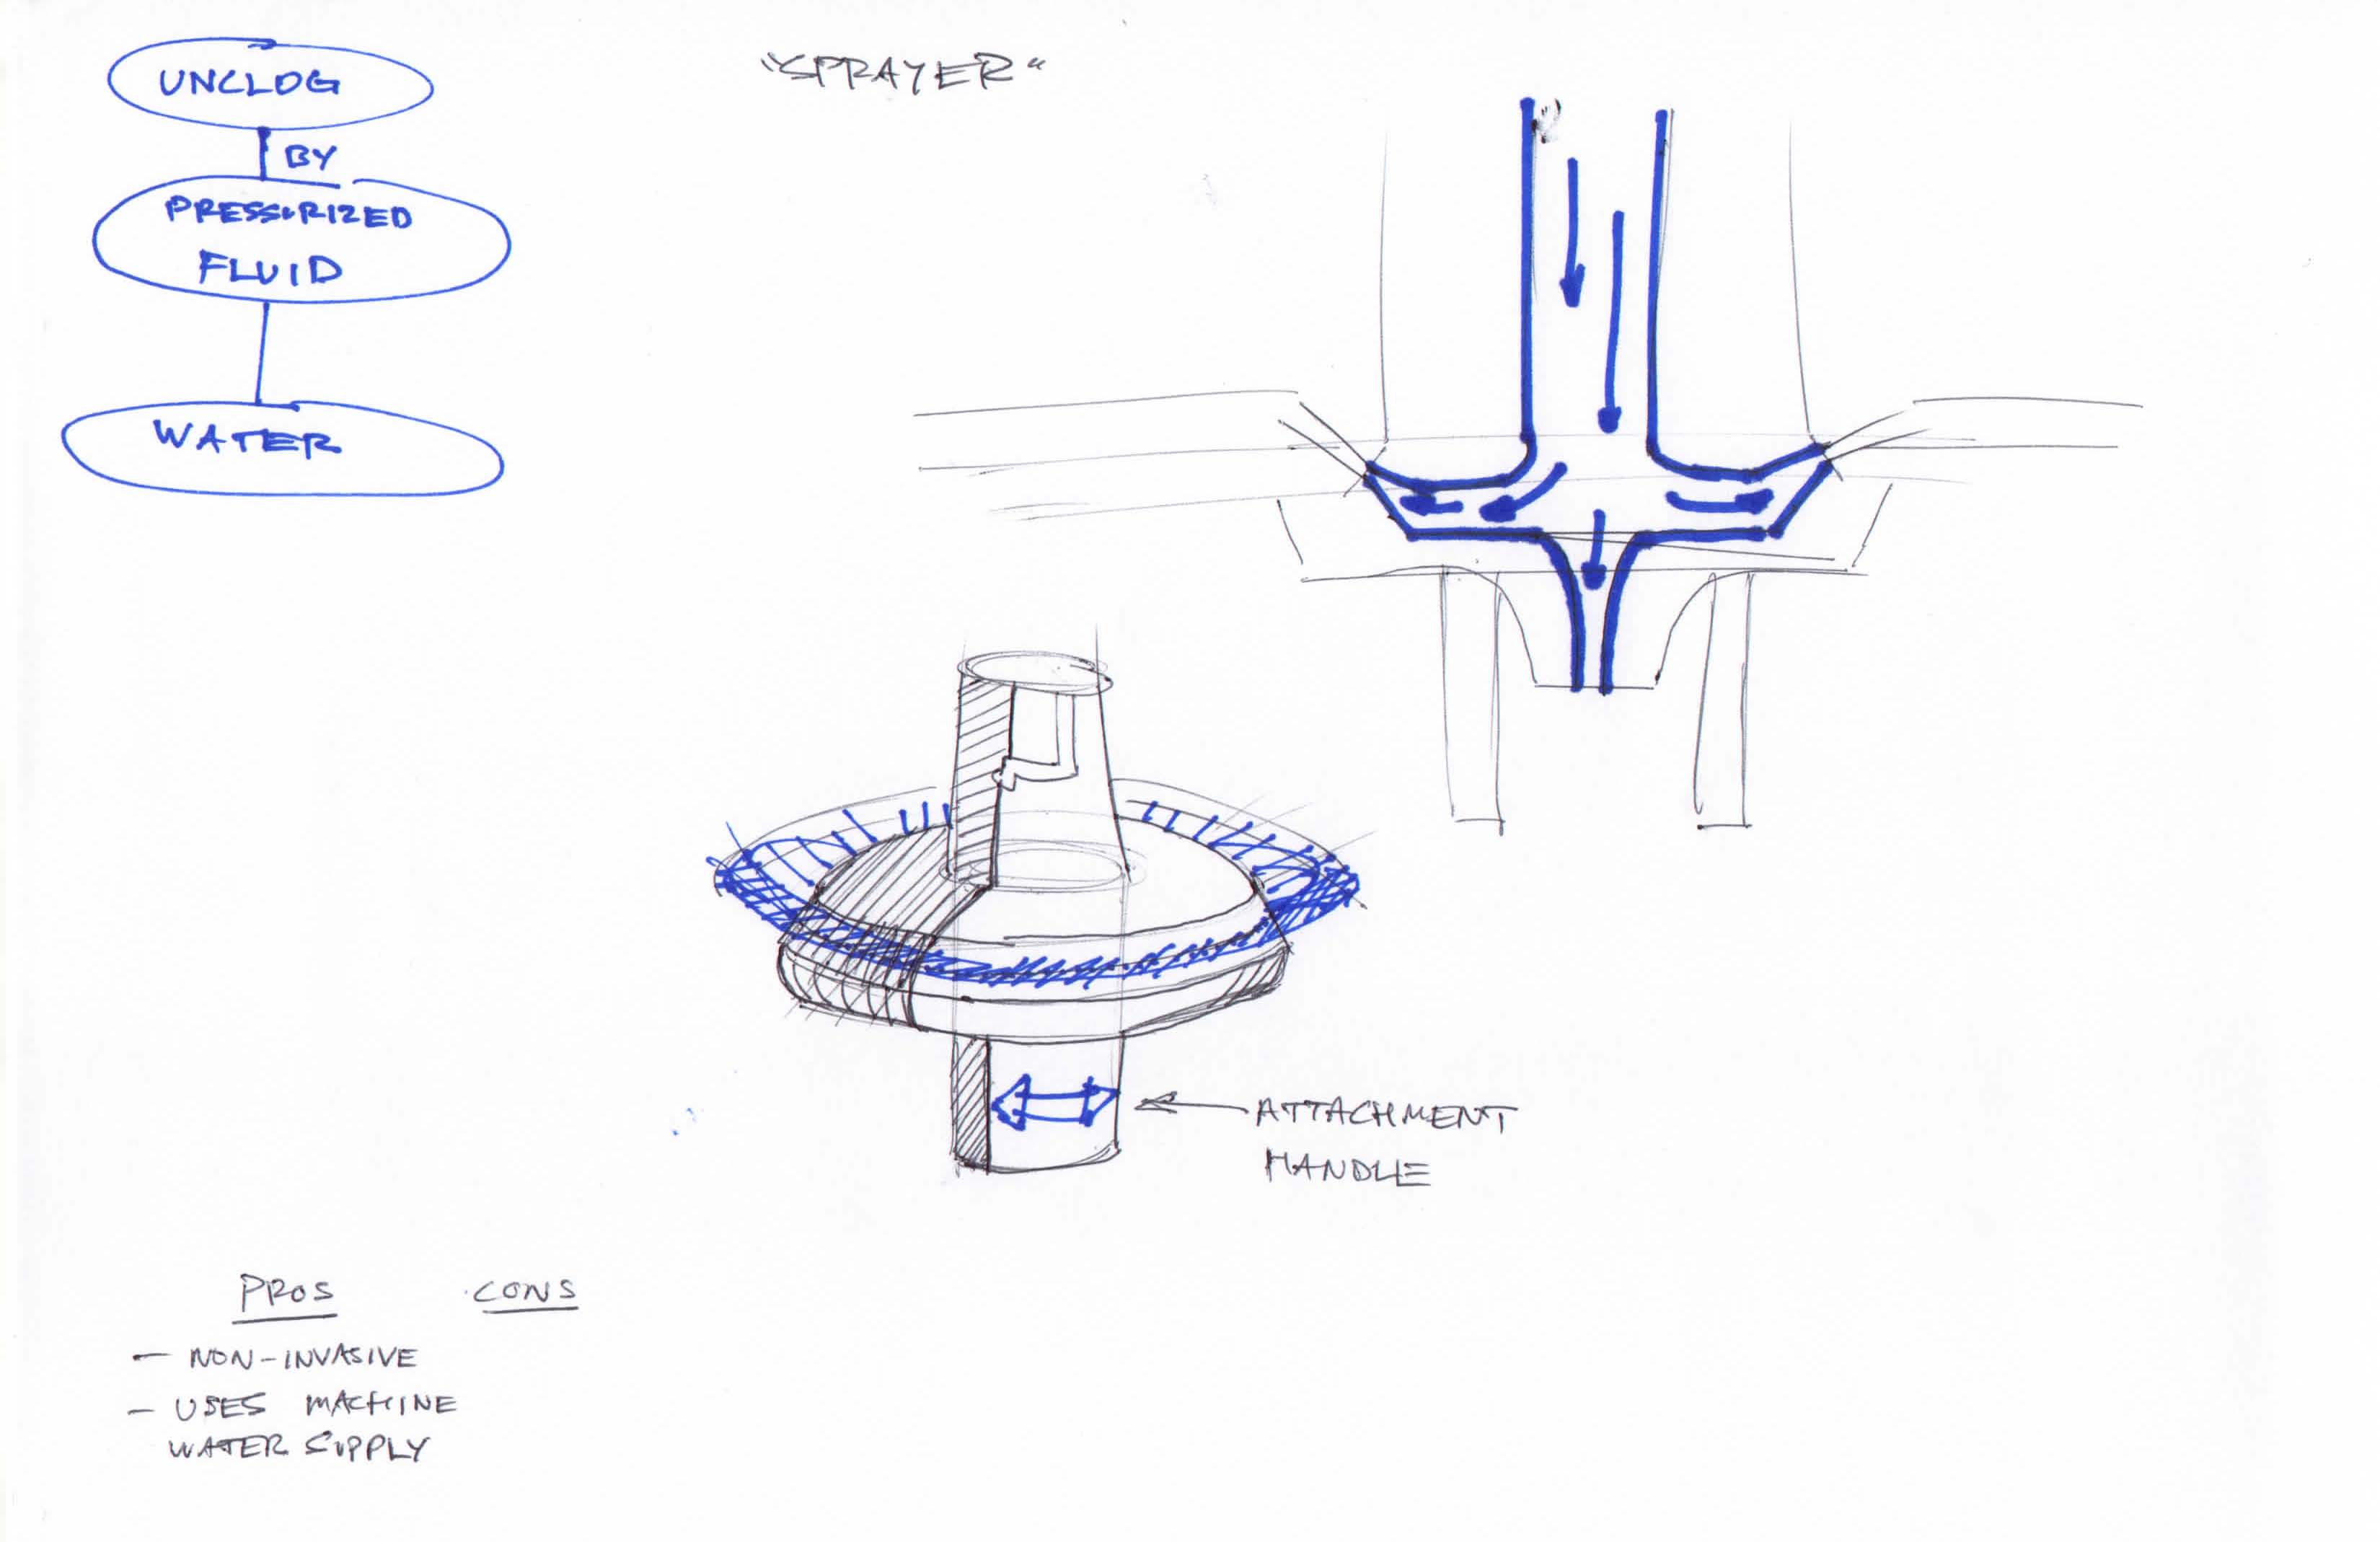 UNCLOG
BY
PRESSURIZED
FLUID
WATER
"SPRAYER"
ATTACHMENT
HANDLE
PROS
CONS
- NON-INVASIVE
- USES MACHINE
WATER SUPPLY